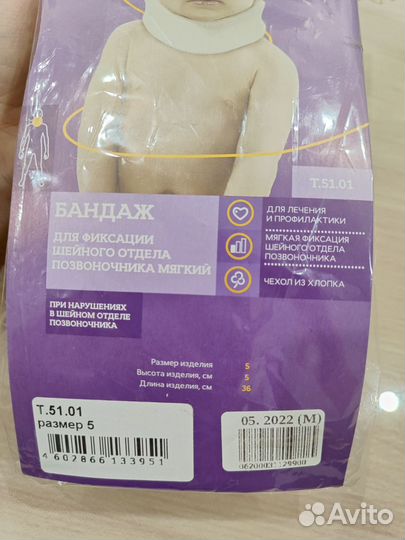 Т.51.01
БАНДАЖ
ДЛЯ ФИКСАЦИИ
ШЕЙНОГО ОТДЕЛА
ПОЗВОНОЧНИКА МЯГКИЙ
ДЛЯ ЛЕЧЕНИЯ
И ПРОФИЛАКТИКИ
МЯГКАЯ ФИКСАЦИЯ
ШЕЙНОГО ОТДЕЛА
ПОЗВОНОЧНИКА
ЧЕХОЛ ИЗ ХЛОПКА
ПРИ НАРУШЕНИЯХ
В ШЕЙНОМ ОТДЕЛЕ
ПОЗВОНОЧНИКА
Размер изделия 5
Высота изделия, см 5
Длина изделия, см 36
Т.51.01
размер 5
4 602866 133951
05. 2022 (М)
Avito